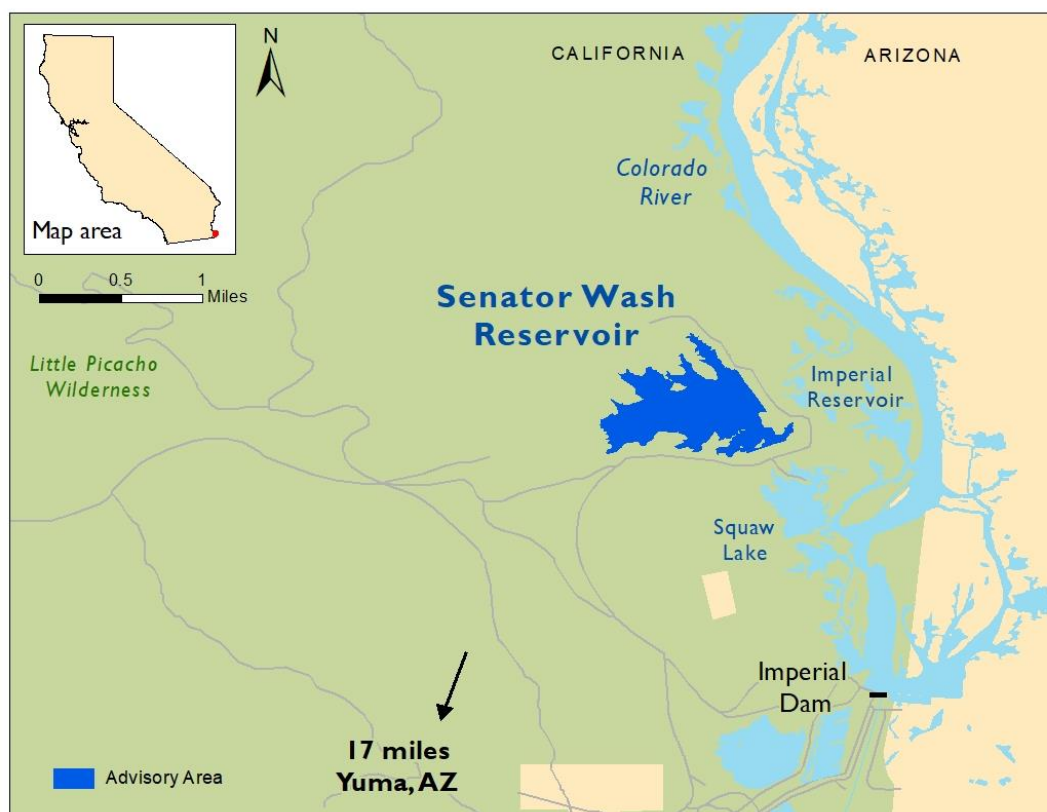 N
CALIFORNIA
ARIZONA
Map area
0 0.5 1
Miles
Colorado
River
Senator Wash
Reservoir
Little Picacho
Wilderness
Imperial
Reservoir
Squaw
Lake
Imperial
Dam
17 miles
Yuma, AZ
Advisory Area